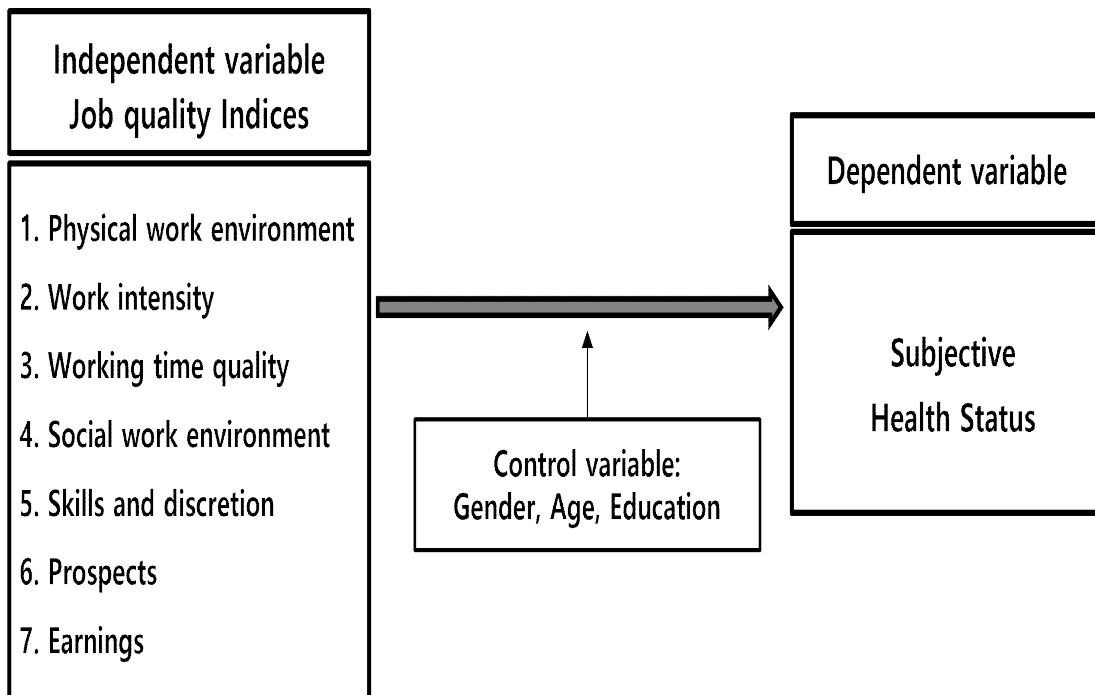 Independent variable
Job quality Indices
1. Physical work environment
2. Work intensity
3. Working time quality
4. Social work environment
5. Skills and discretion
6. Prospects
7. Earnings
Control variable:
Gender, Age, Education
Dependent variable
Subjective
Health Status